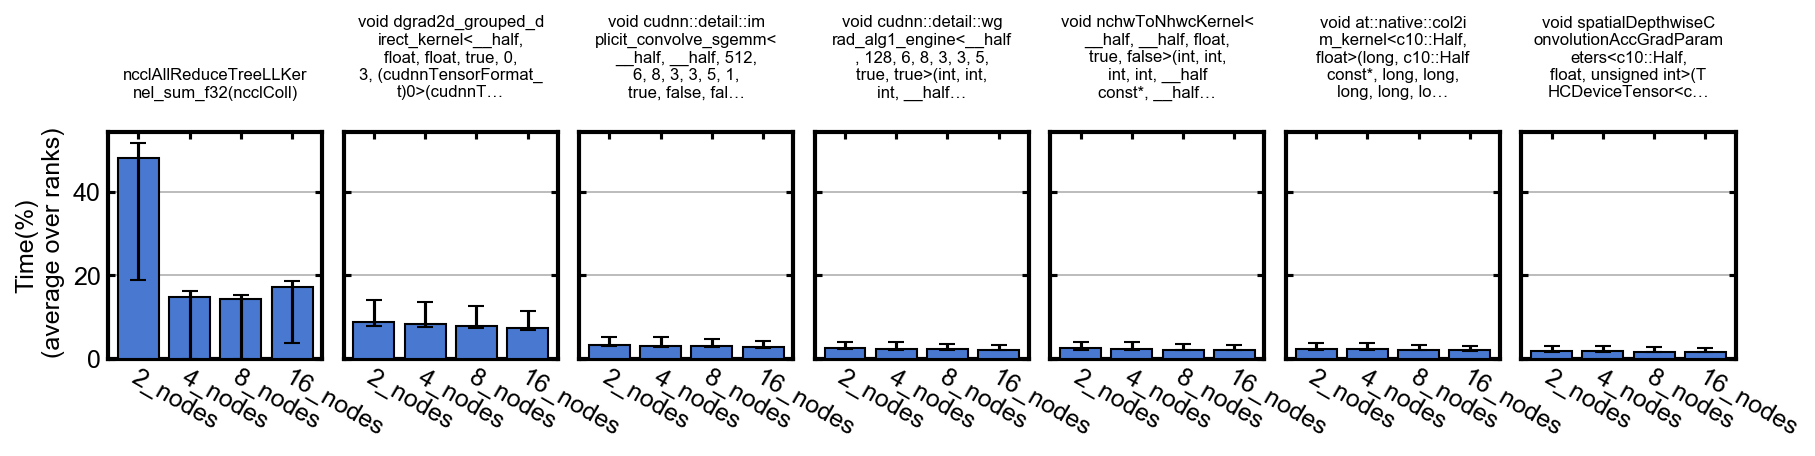 ncclAllReduceTreeLLKer
nel_sum_f32(ncclColl)
void dgrad2d_grouped_d
irect_kernel<__half,
float, float, true, 0,
3, (cudnnTensorFormat_
t)0>(cudnnT…
void cudnn::detail::im
plicit_convolve_sgemm<
__half, __half, 512,
6, 8, 3, 3, 5, 1,
true, false, fal…
void cudnn::detail::wg
rad_alg1_engine<__half
, 128, 6, 8, 3, 3, 5,
true, true>(int, int,
int, __half…
void nchwToNhwcKernel<
__half, __half, float,
true, false>(int, int,
int, int, __half
const*, __half…
void at::native::col2i
m_kernel<c10::Half,
float>(long, c10::Half
const*, long, long,
long, long, lo…
void spatialDepthwiseC
onvolutionAccGradParam
eters<c10::Half,
float, unsigned int>(T
HCDeviceTensor<c…
Time(%)
(average over ranks)
40
20
0
2_nodes
4_nodes
8_nodes
16_nodes
2_nodes
4_nodes
8_nodes
16_nodes
2_nodes
4_nodes
8_nodes
16_nodes
2_nodes
4_nodes
8_nodes
16_nodes
2_nodes
4_nodes
8_nodes
16_nodes
2_nodes
4_nodes
8_nodes
16_nodes
2_nodes
4_nodes
8_nodes
16_nodes